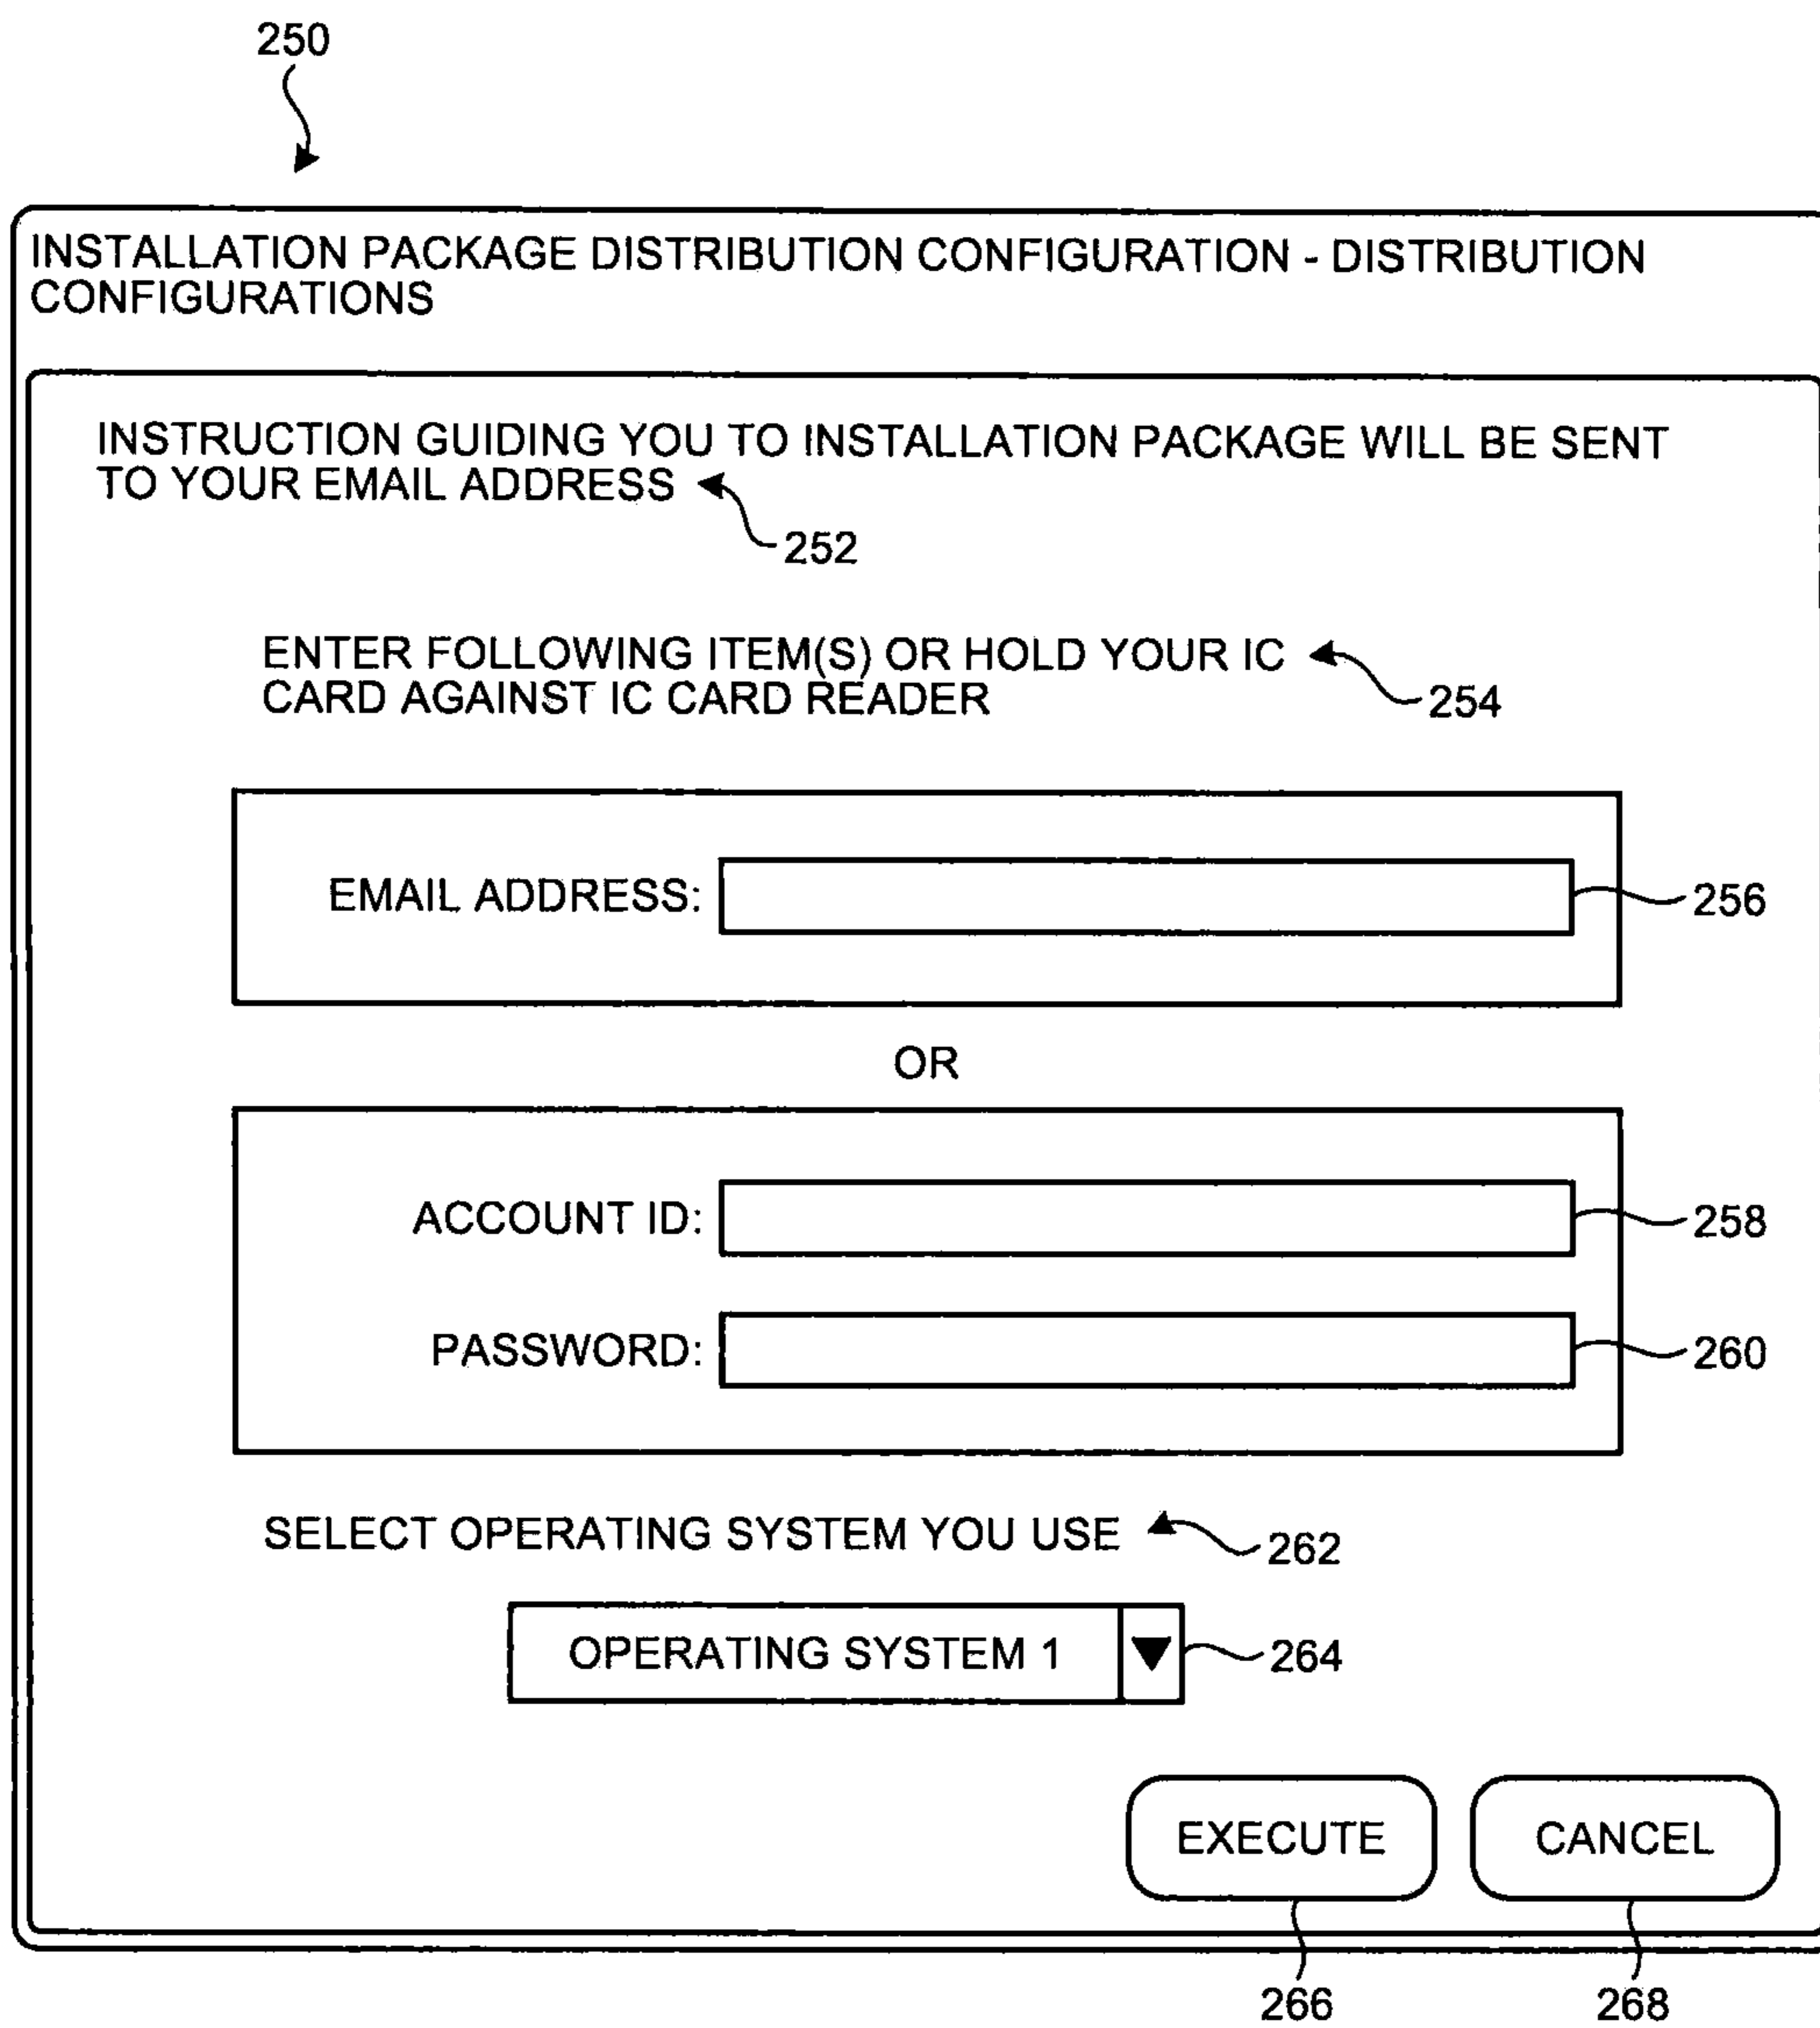 250
INSTALLATION PACKAGE DISTRIBUTION CONFIGURATION - DISTRIBUTION
CONFIGURATIONS
INSTRUCTION GUIDING YOU TO INSTALLATION PACKAGE WILL BE SENT
TO YOUR EMAIL ADDRESS
252
ENTER FOLLOWING ITEM(S) OR HOLD YOUR IC
CARD AGAINST IC CARD READER
254
EMAIL ADDRESS:
256
OR
ACCOUNT ID:
258
PASSWORD:
260
SELECT OPERATING SYSTEM YOU USE
262
OPERATING SYSTEM 1
264
EXECUTE
CANCEL
266
268